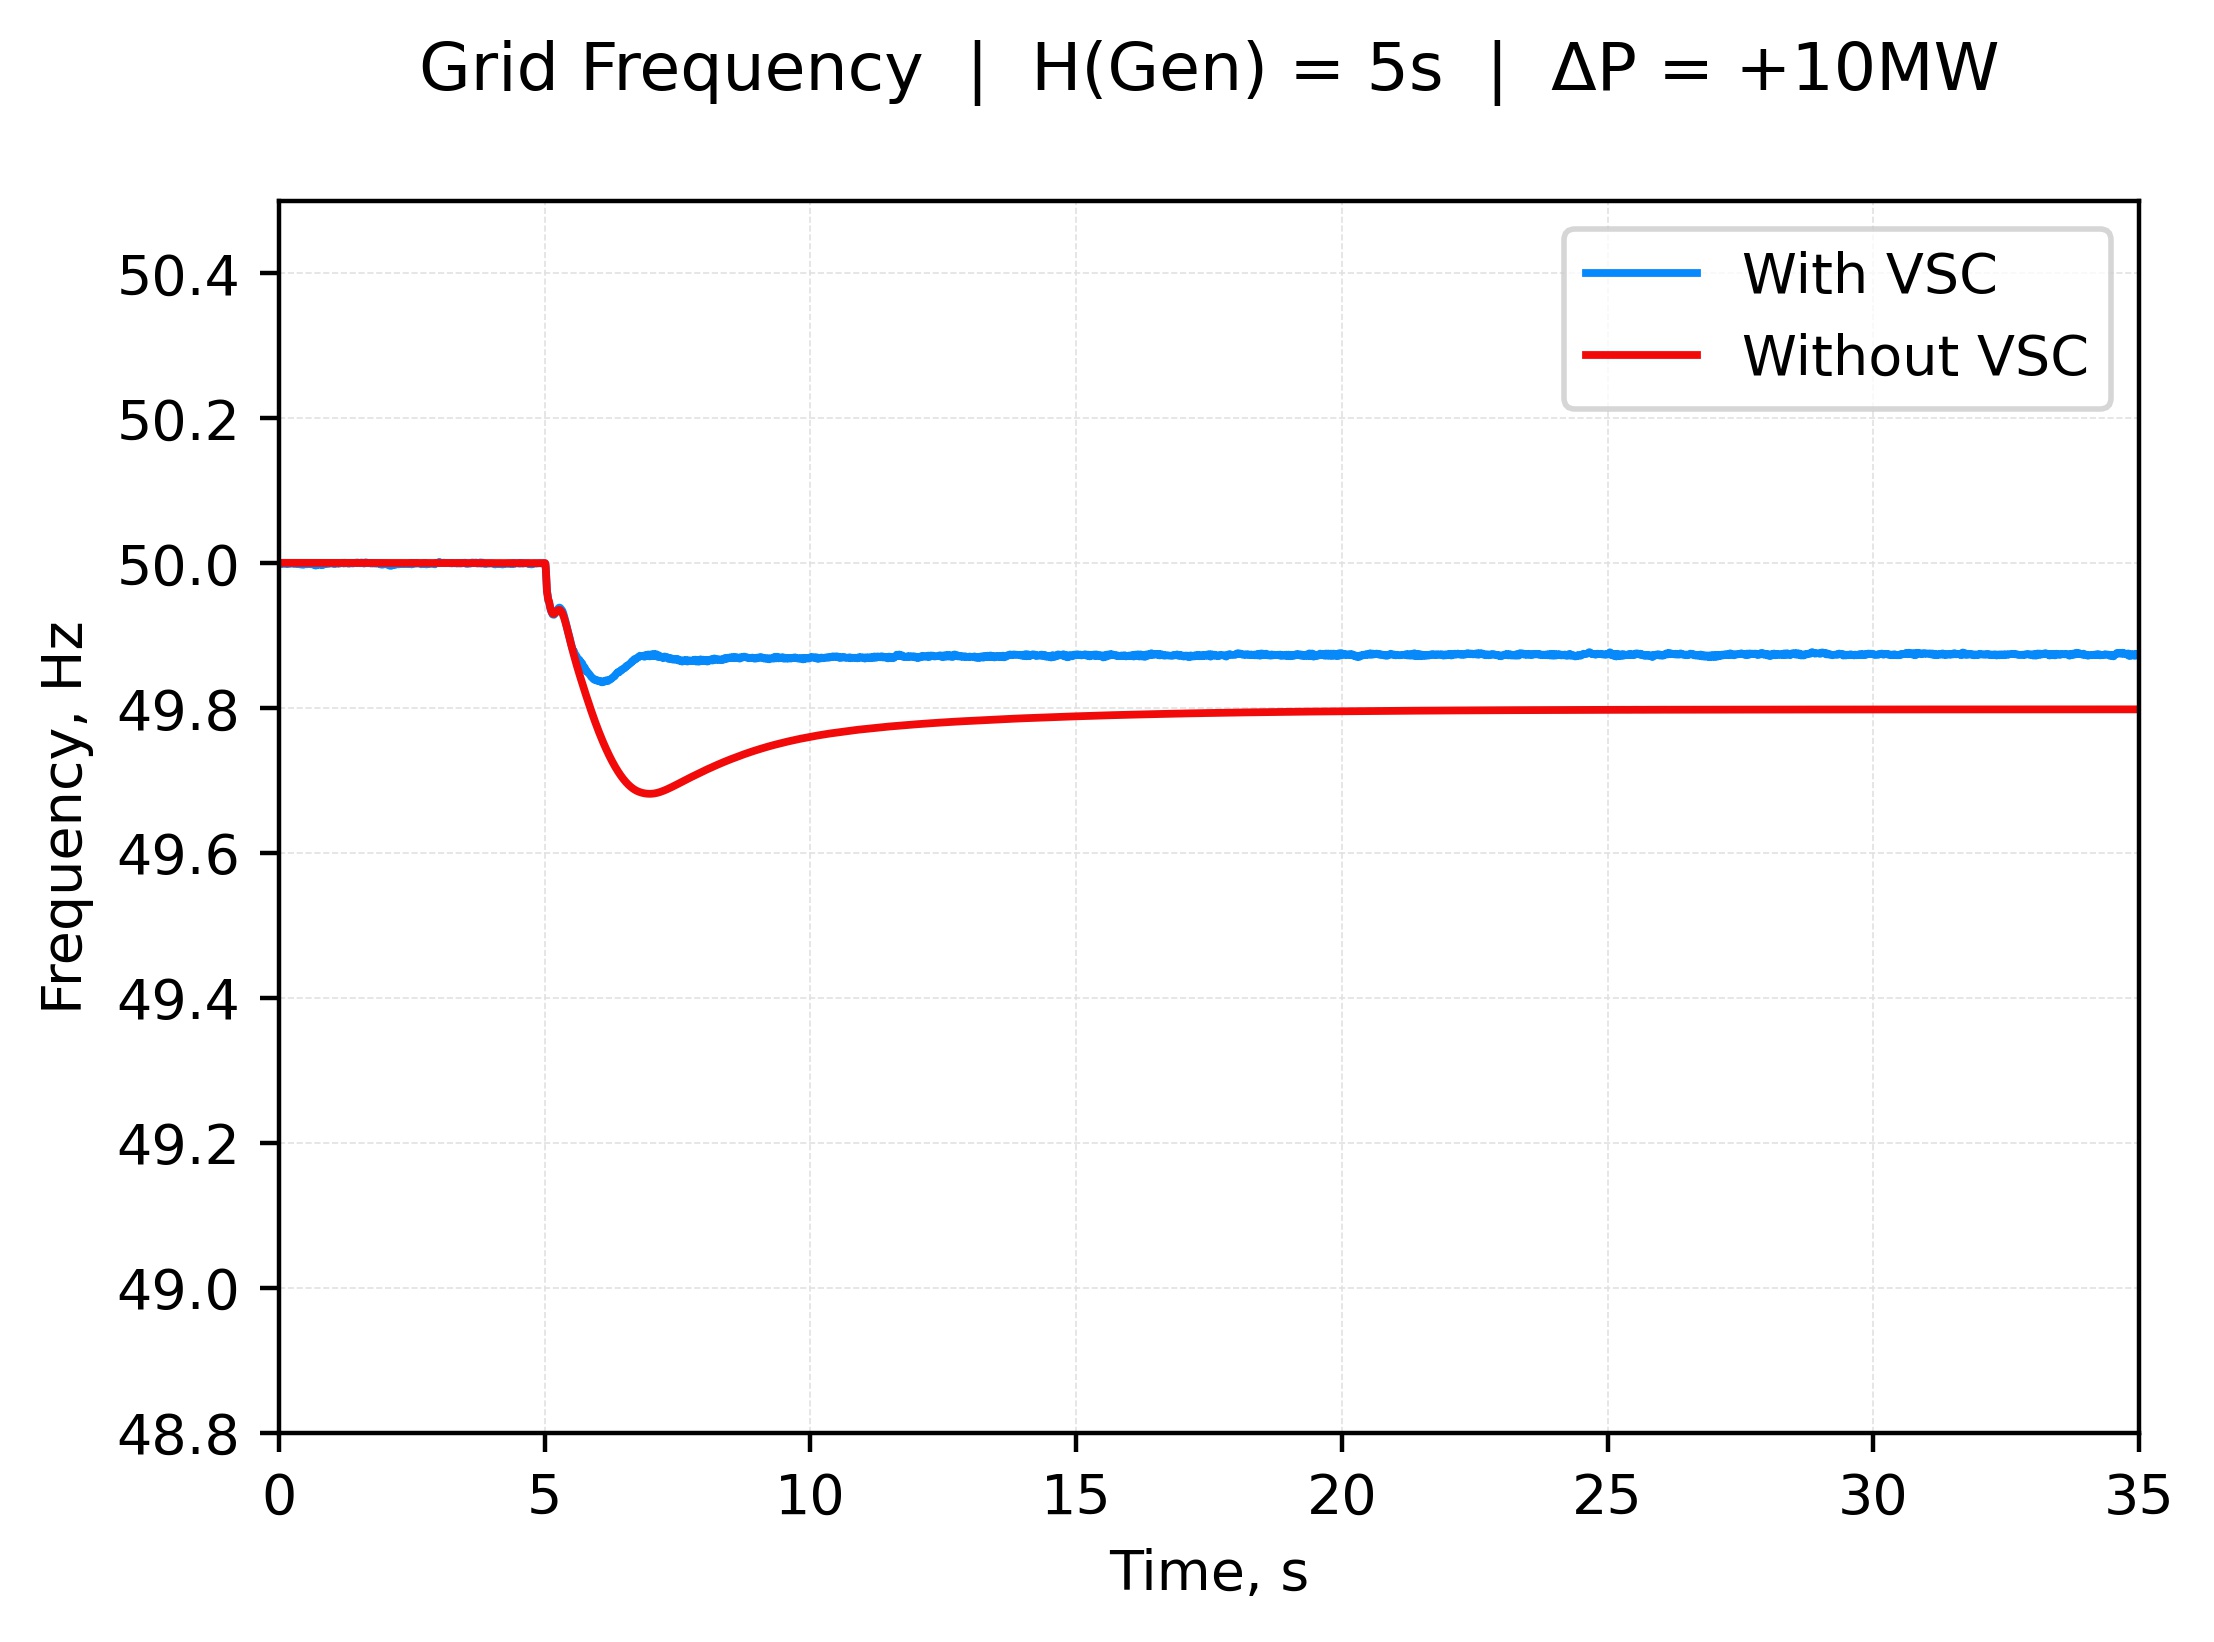 Grid Frequency | H(Gen) = 5s | ΔP = +10MW
With VSC
Without VSC
50.4
50.2
50.0
49.8
49.6
49.4
49.2
49.0
48.8
Frequency, Hz
0 5 10 15 20 25 30 35
Time, s